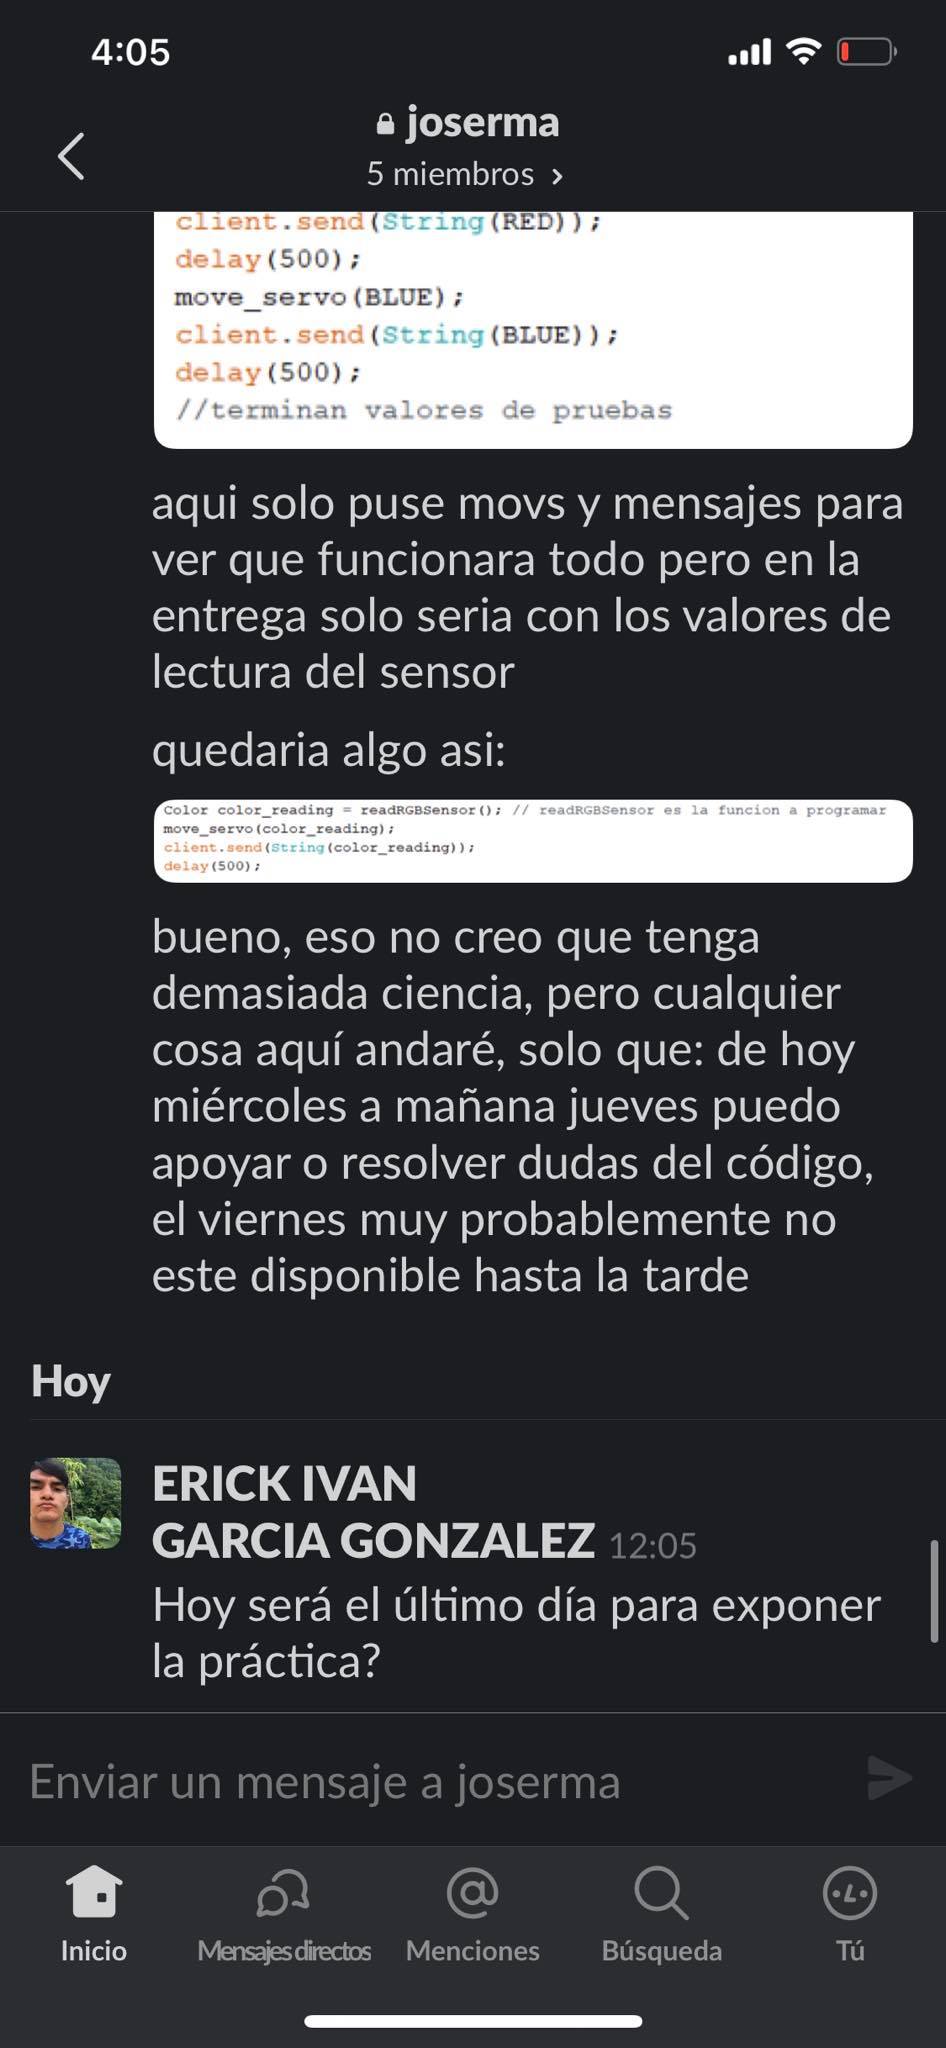 4:05
joserma
5 miembros >
client.send(String(RED));
delay(500);
move_servo(BLUE);
client.send(String(BLUE));
delay(500);
//terminan valores de pruebas
aqui solo puse movs y mensajes para
ver que funcionara todo pero en la
entrega solo seria con los valores de
lectura del sensor
quedaria algo asi:
Color color_reading = readRGBSensor(); // readRGBSensor es la funcion a programar
move_servo(color_reading);
client.send(String(color_reading));
delay(500);
bueno, eso no creo que tenga
demasiada ciencia, pero cualquier
cosa aquí andaré, solo que: de hoy
miércoles a mañana jueves puedo
apoyar o resolver dudas del código,
el viernes muy probablemente no
este disponible hasta la tarde
Hoy
ERICK IVAN
GARCIA GONZALEZ 12:05
Hoy será el último día para exponer
la práctica?
Enviar un mensaje a joserma
Inicio Mensajes directos Menciones Búsqueda Tú